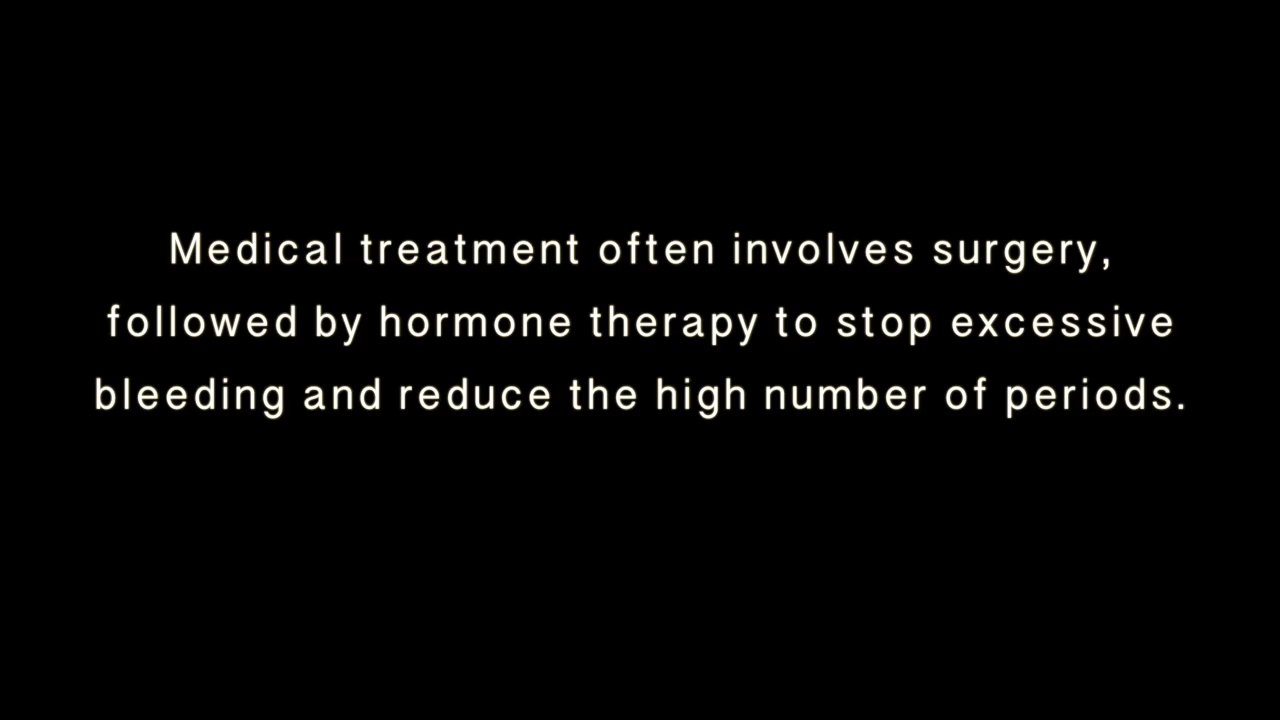 Medical treatment often involves surgery,
followed by hormone therapy to stop excessive
bleeding and reduce the high number of periods.